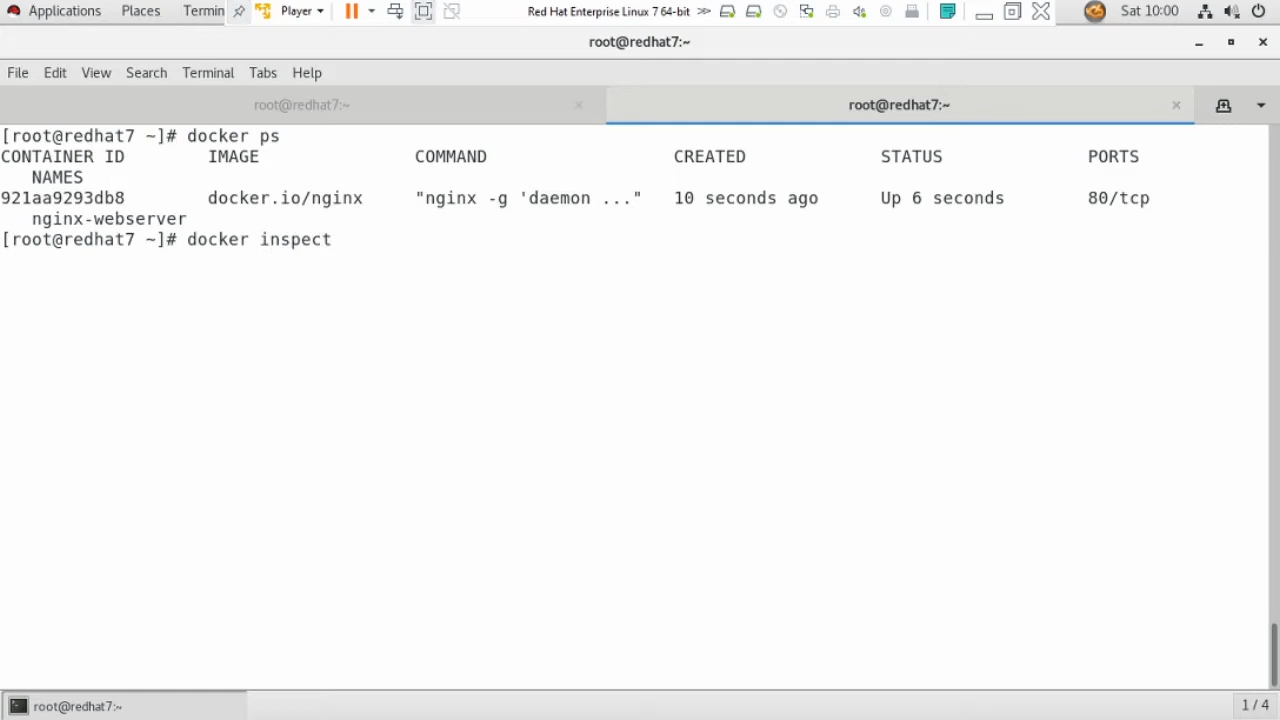 Applications Places Termin Player Red Hat Enterprise Linux 7 64-bit Sat 10:00
root@redhat7:~
File Edit View Search Terminal Tabs Help
root@redhat7:~ root@redhat7:~
[root@redhat7 ~]# docker ps
CONTAINER ID IMAGE COMMAND CREATED STATUS PORTS
NAMES
921aa9293db8 docker.io/nginx "nginx -g 'daemon ..." 10 seconds ago Up 6 seconds 80/tcp
nginx-webserver
[root@redhat7 ~]# docker inspect
root@redhat7:~ 1 / 4